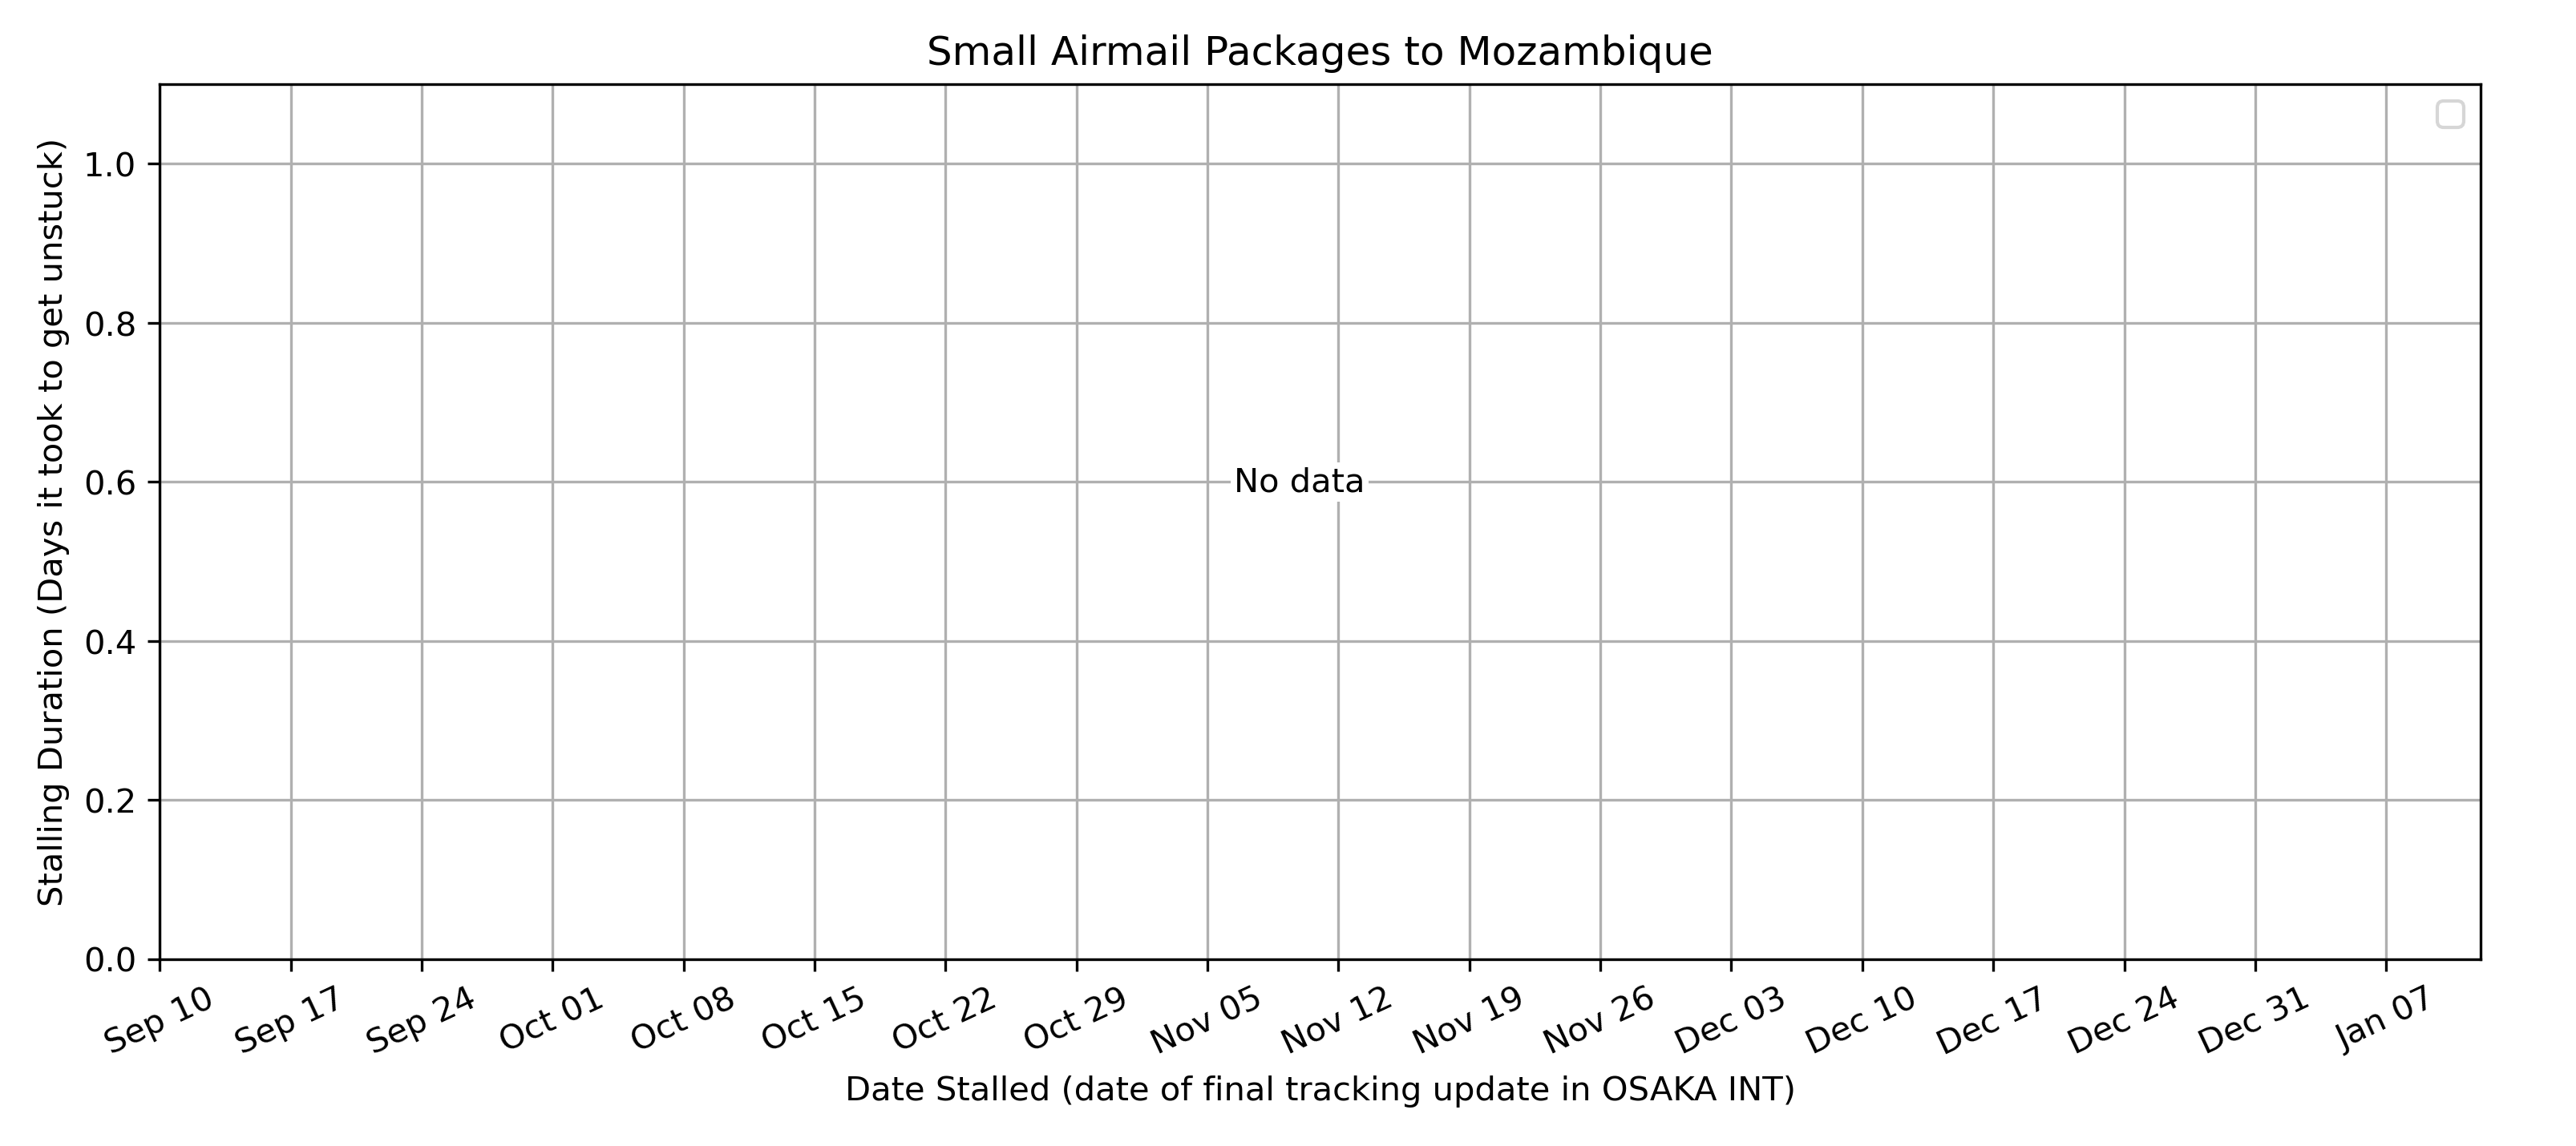 Small Airmail Packages to Mozambique
Stalling Duration (Days it took to get unstuck)
1.0
0.8
0.6
0.4
0.2
0.0
No data
Sep 10 Sep 17 Sep 24 Oct 01 Oct 08 Oct 15 Oct 22 Oct 29 Nov 05 Nov 12 Nov 19 Nov 26 Dec 03 Dec 10 Dec 17 Dec 24 Dec 31 Jan 07
Date Stalled (date of final tracking update in OSAKA INT)